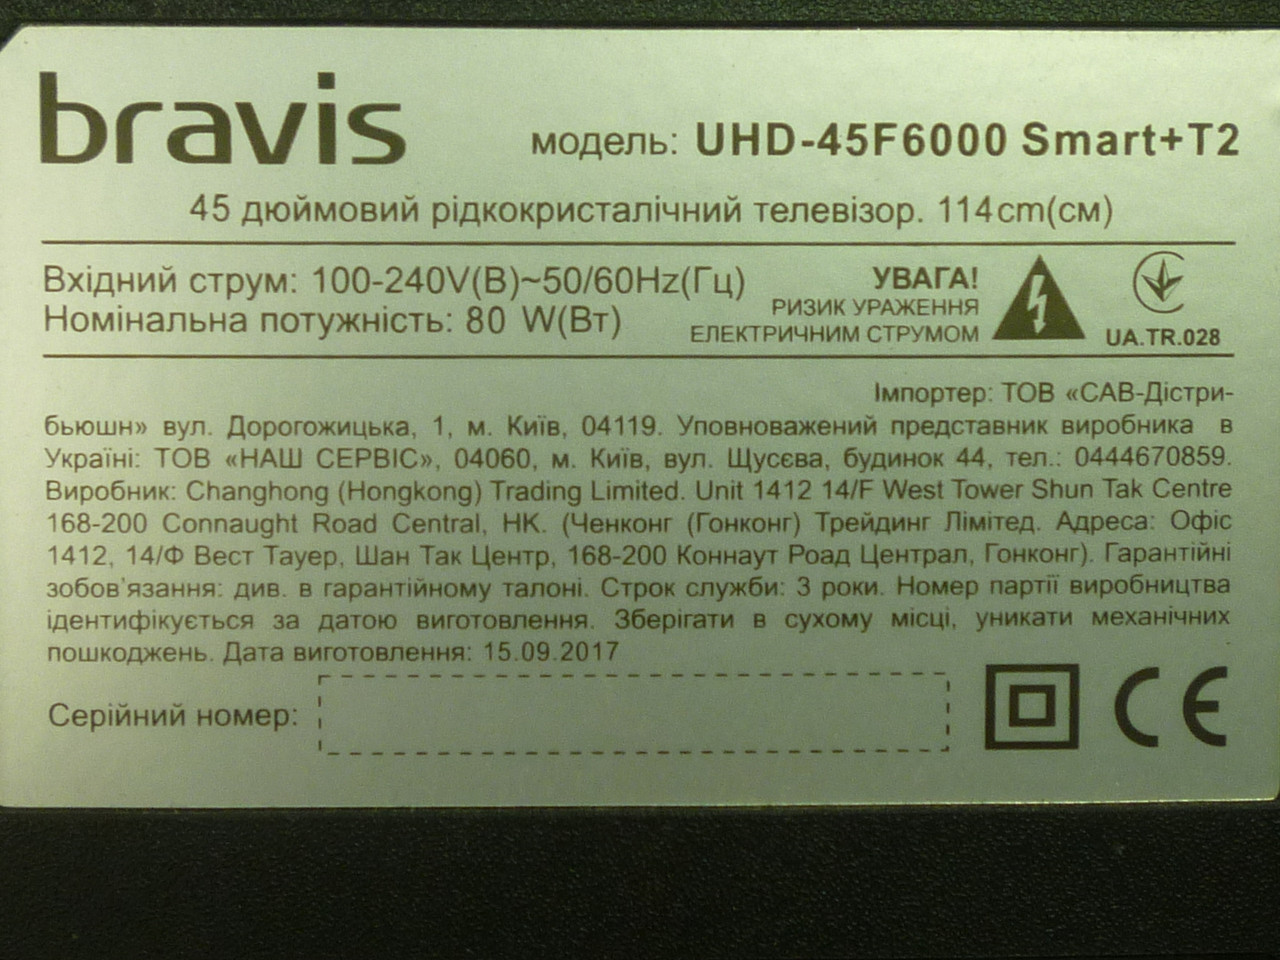 bravis
модель: UHD-45F6000 Smart+T2
45 дюймовий рідкокристалічний телевізор. 114cm(см)
Вхідний струм: 100-240V(В)~50/60Hz(Гц)
Номінальна потужність: 80 W(Вт)
УВАГА!
РИЗИК УРАЖЕННЯ
ЕЛЕКТРИЧНИМ СТРУМОМ
UA.TR.028
Імпортер: ТОВ «САВ-Дістри-
бьюшн» вул. Дорогожицька, 1, м. Київ, 04119. Уповноважений представник виробника в
Україні: ТОВ «НАШ СЕРВІС», 04060, м. Київ, вул. Щусєва, будинок 44, тел.: 0444670859.
Виробник: Changhong (Hongkong) Trading Limited. Unit 1412 14/F West Tower Shun Tak Centre
168-200 Connaught Road Central, HK. (Ченконг (Гонконг) Трейдинг Лімітед. Адреса: Офіс
1412, 14/Ф Вест Тауер, Шан Так Центр, 168-200 Коннаут Роад Централ, Гонконг). Гарантійні
зобов'язання: див. в гарантійному талоні. Строк служби: 3 роки. Номер партії виробництва
ідентифікується за датою виготовлення. Зберігати в сухому місці, уникати механічних
пошкоджень. Дата виготовлення: 15.09.2017
Серійний номер:
CE